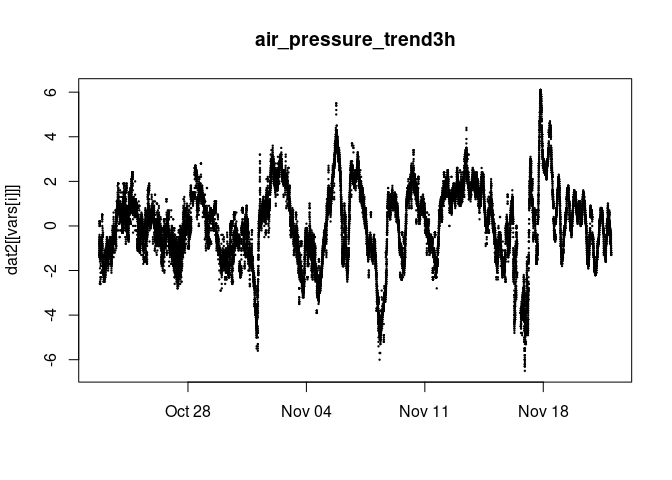 air_pressure_trend3h
dat2[[vars[i]]]
6
4
2
0
-2
-4
-6
Oct 28
Nov 04
Nov 11
Nov 18